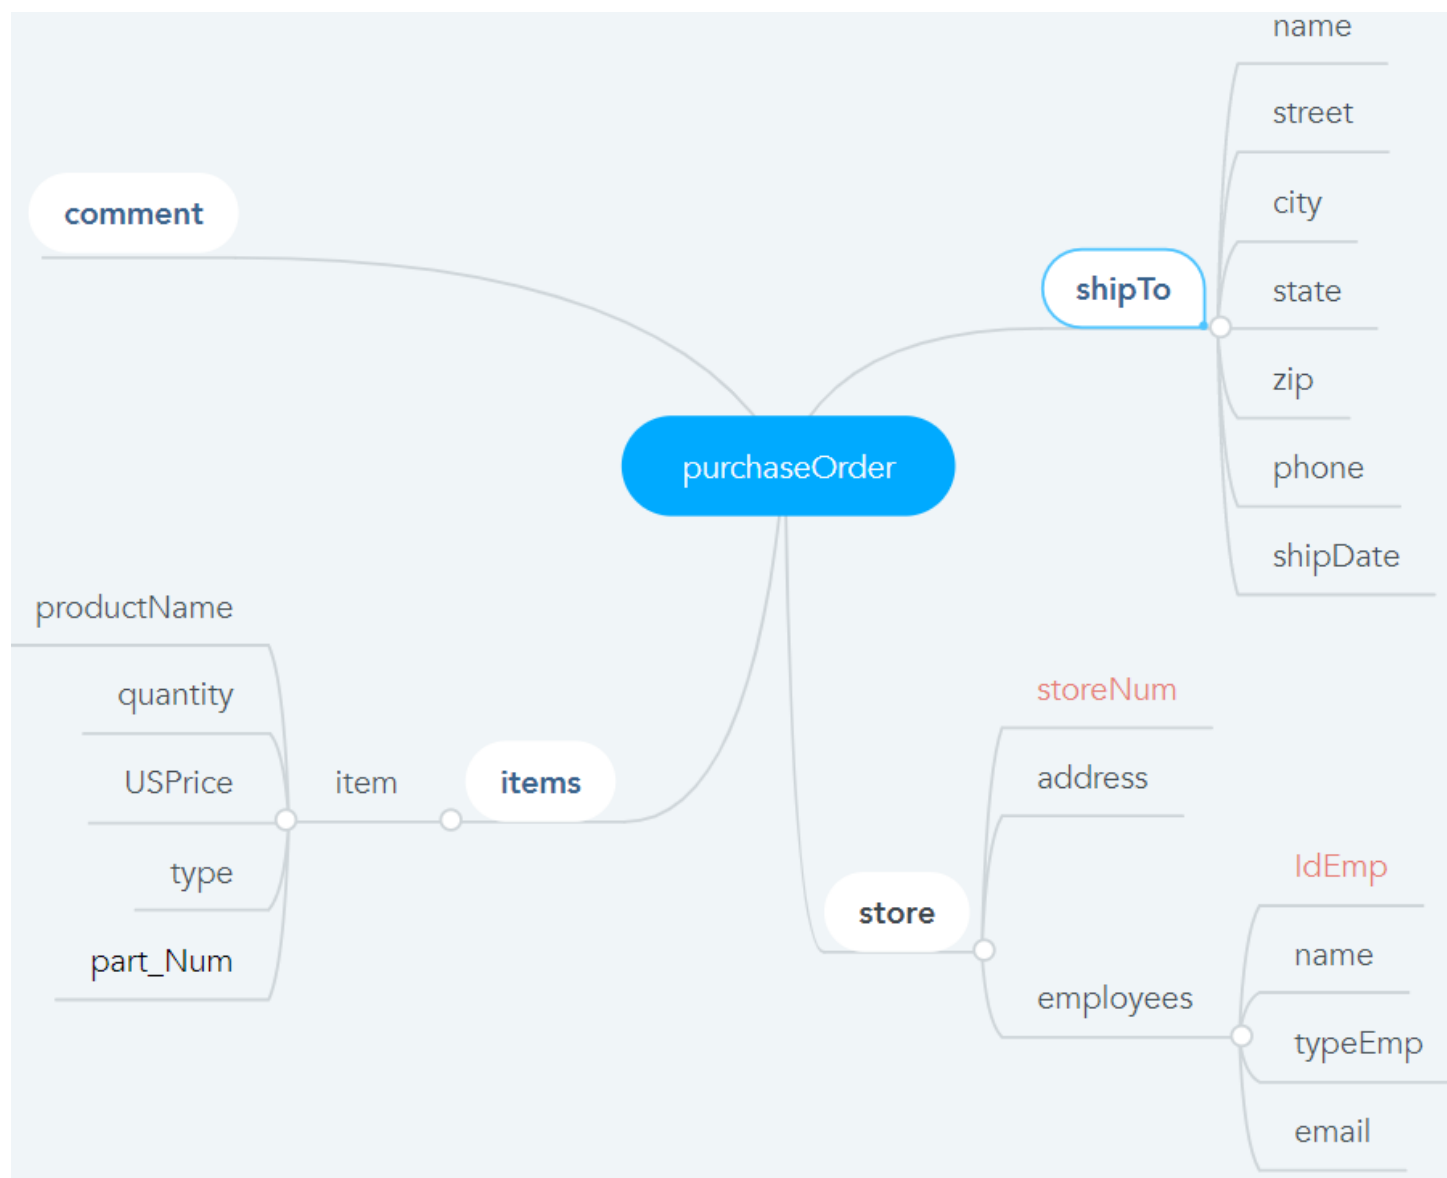 name
street
city
state
zip
phone
shipDate
shipTo
comment
purchaseOrder
productName
quantity
USPrice
type
part_Num
item
items
store
storeNum
address
employees
IdEmp
name
typeEmp
email